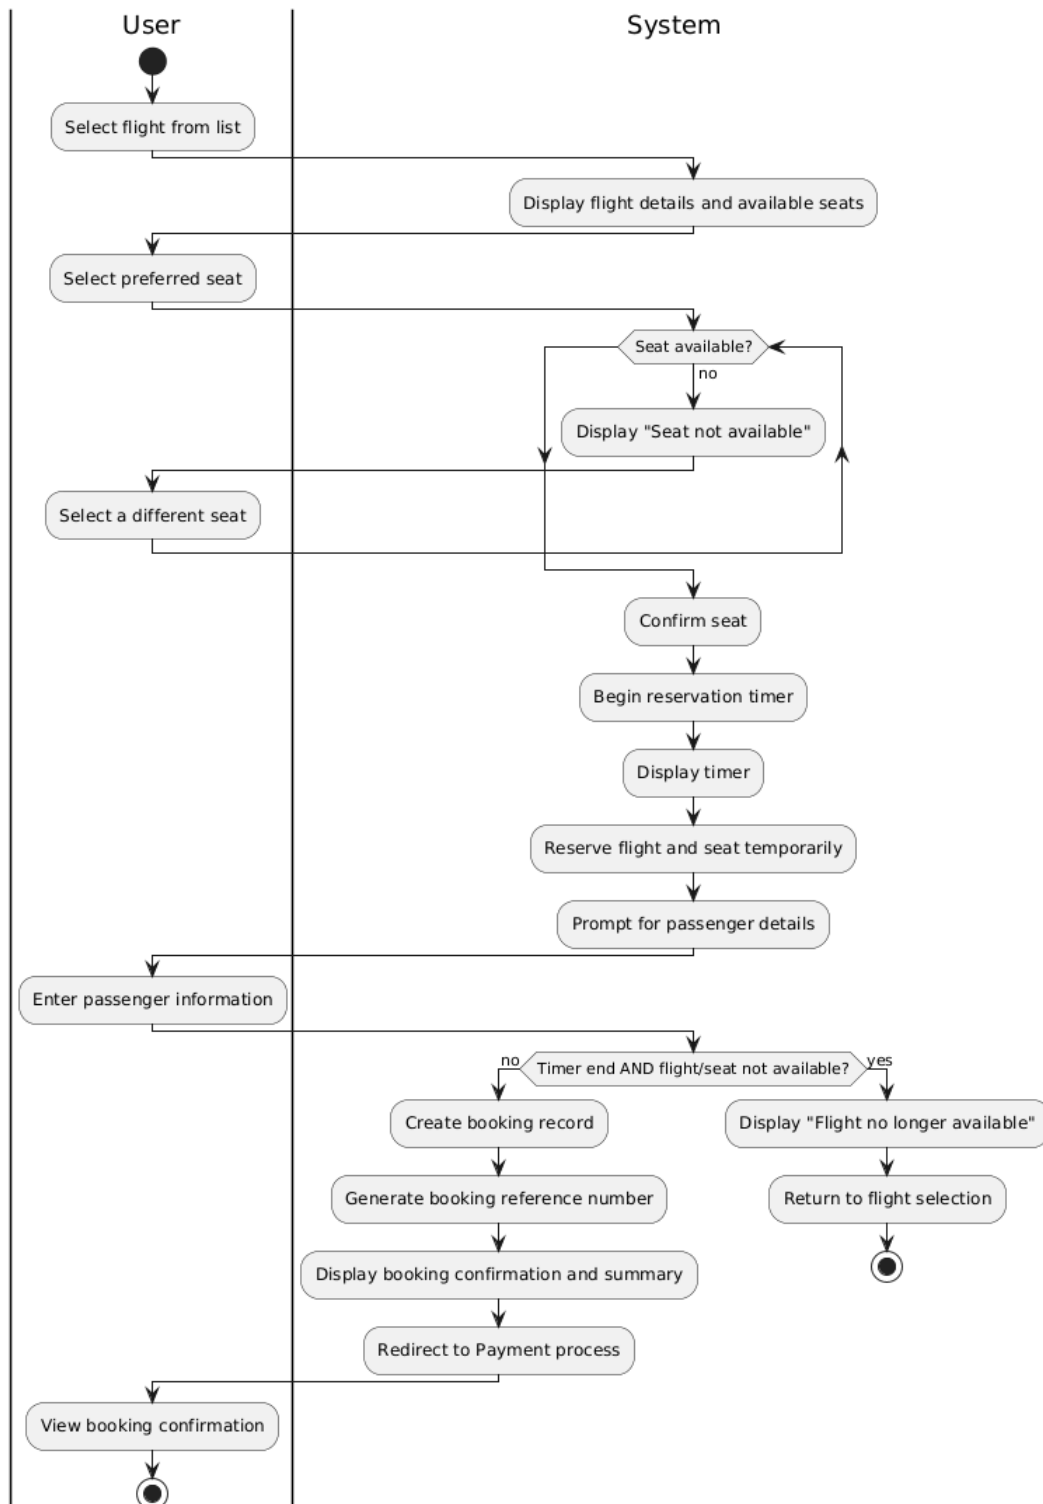 User
System
Select flight from list
Display flight details and available seats
Select preferred seat
Seat available?
no
Display "Seat not available"
Select a different seat
Confirm seat
Begin reservation timer
Display timer
Reserve flight and seat temporarily
Prompt for passenger details
Enter passenger information
no
Timer end AND flight/seat not available?
yes
Create booking record
Display "Flight no longer available"
Generate booking reference number
Return to flight selection
Display booking confirmation and summary
Redirect to Payment process
View booking confirmation